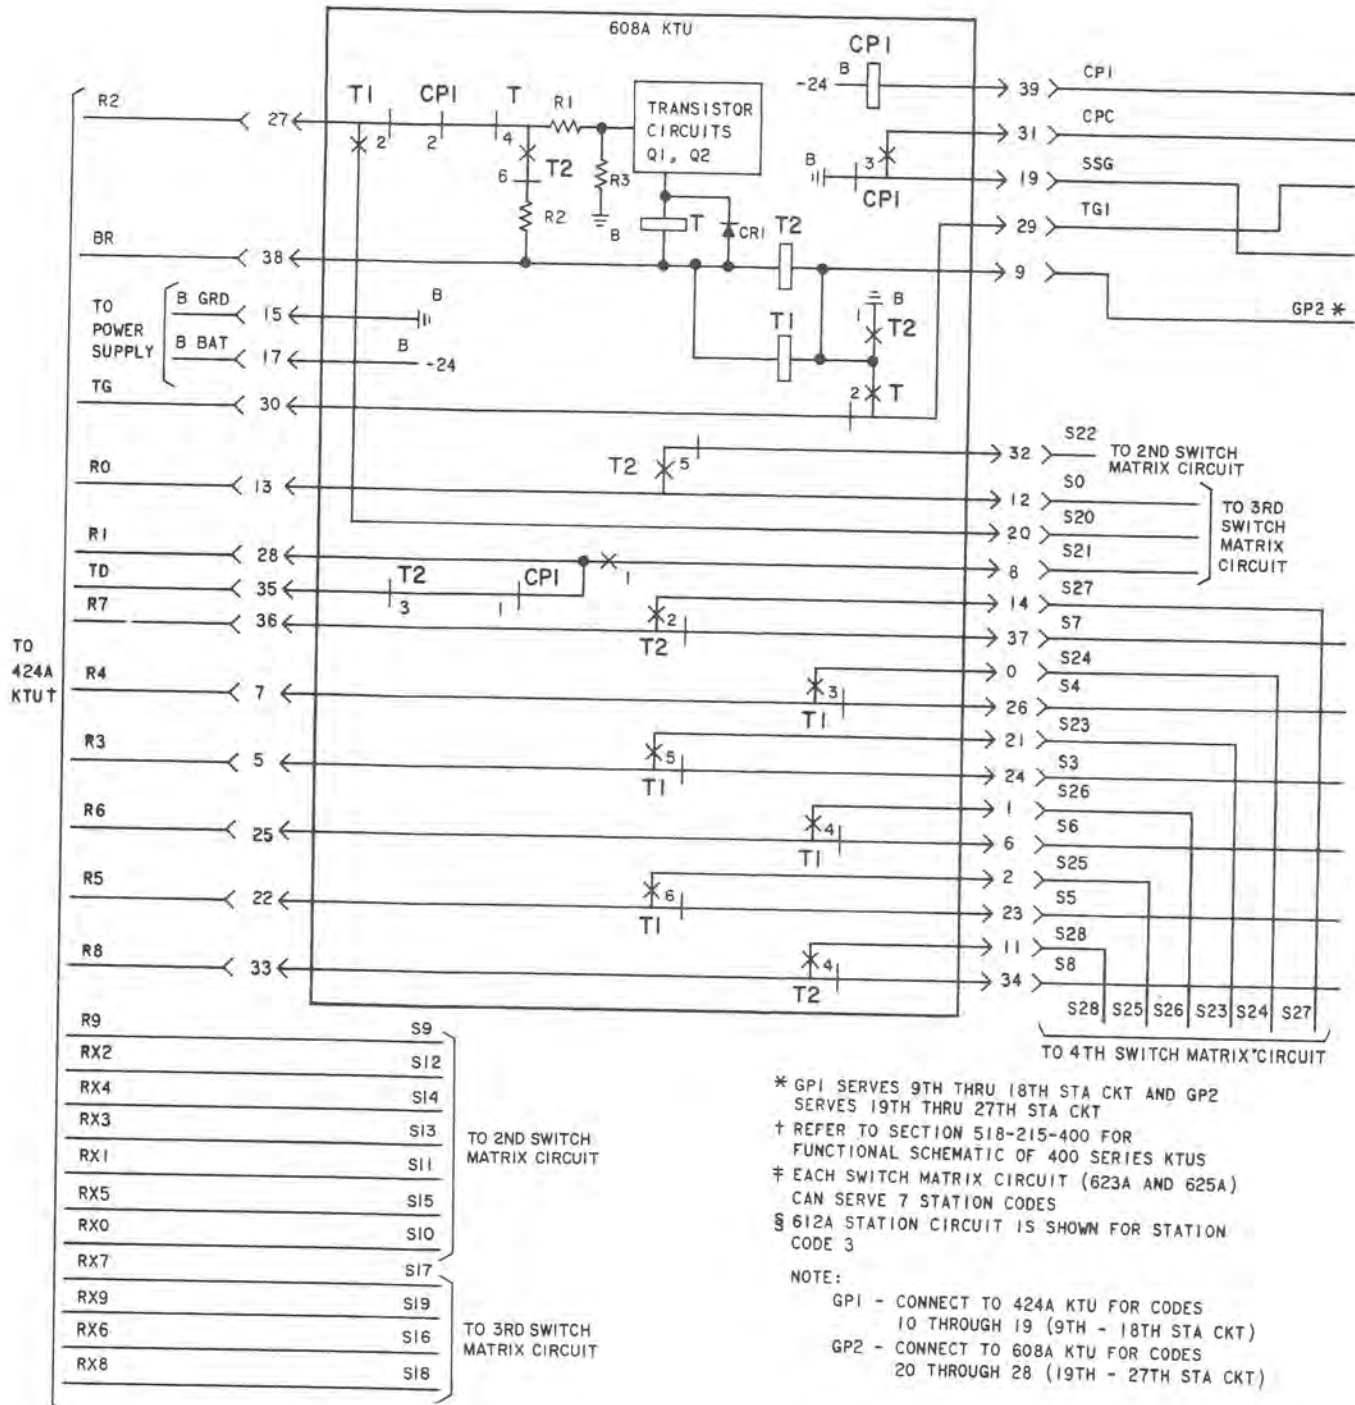 608A KTU
CP1
B
-24
39 CP1
R2
27
T1 CP1 T R1
2 2 4
TRANSISTOR
CIRCUITS
Q1, Q2
31 CPC
B
3
CP1
19 SSG
6 T2
R3
R2
B
T
CR1
T2
29 TG1
BR
38
9
GP2 *
TO
POWER
SUPPLY
B GRD
15
B
B BAT
17
B
-24
T1
B
1
T2
TG
30
2 T
T2 5
32 S22
TO 2ND SWITCH
MATRIX CIRCUIT
R0
13
12 S0
20 S20
TO 3RD
SWITCH
MATRIX
CIRCUIT
R1
28
1
8 S21
TD
35
T2 CP1
3 1
14 S27
R7
36
2
T2
37 S7
TO
424A
KTU†
0 S24
R4
7
3
T1
26 S4
21 S23
R3
5
5
T1
24 S3
1 S26
R6
25
4
T1
6 S6
2 S25
R5
22
6
T1
23 S5
11 S28
R8
33
4
T2
34 S8
S28 S25 S26 S23 S24 S27
TO 4TH SWITCH MATRIX CIRCUIT
R9 S9
RX2 S12
RX4 S14
RX3 S13
RX1 S11
RX5 S15
RX0 S10
TO 2ND SWITCH
MATRIX CIRCUIT
RX7 S17
RX9 S19
RX6 S16
RX8 S18
TO 3RD SWITCH
MATRIX CIRCUIT
* GP1 SERVES 9TH THRU 18TH STA CKT AND GP2
SERVES 19TH THRU 27TH STA CKT
† REFER TO SECTION 518-215-400 FOR
FUNCTIONAL SCHEMATIC OF 400 SERIES KTUS
‡ EACH SWITCH MATRIX CIRCUIT (623A AND 625A)
CAN SERVE 7 STATION CODES
§ 612A STATION CIRCUIT IS SHOWN FOR STATION
CODE 3
NOTE:
GP1 - CONNECT TO 424A KTU FOR CODES
10 THROUGH 19 (9TH - 18TH STA CKT)
GP2 - CONNECT TO 608A KTU FOR CODES
20 THROUGH 28 (19TH - 27TH STA CKT)